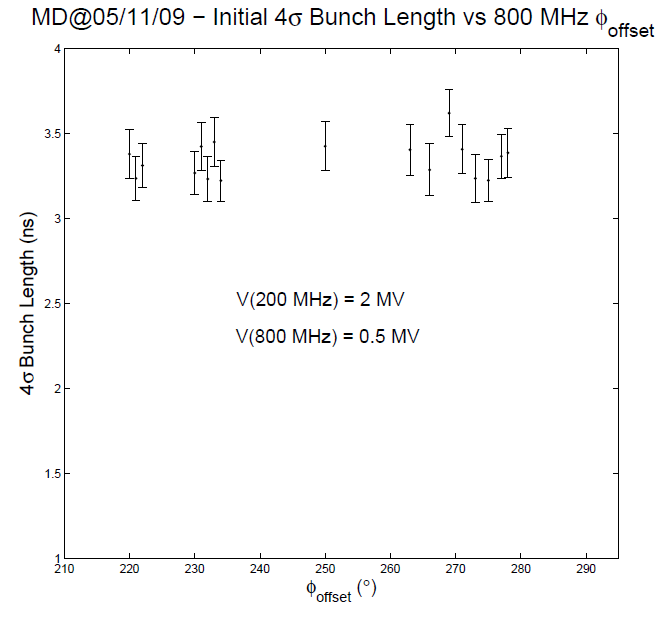 MD@05/11/09 − Initial 4σ Bunch Length vs 800 MHz ϕoffset
4
3.5
3
2.5
2
1.5
1
4σ Bunch Length (ns)
V(200 MHz) = 2 MV
V(800 MHz) = 0.5 MV
210 220 230 240 250 260 270 280 290
ϕoffset (°)